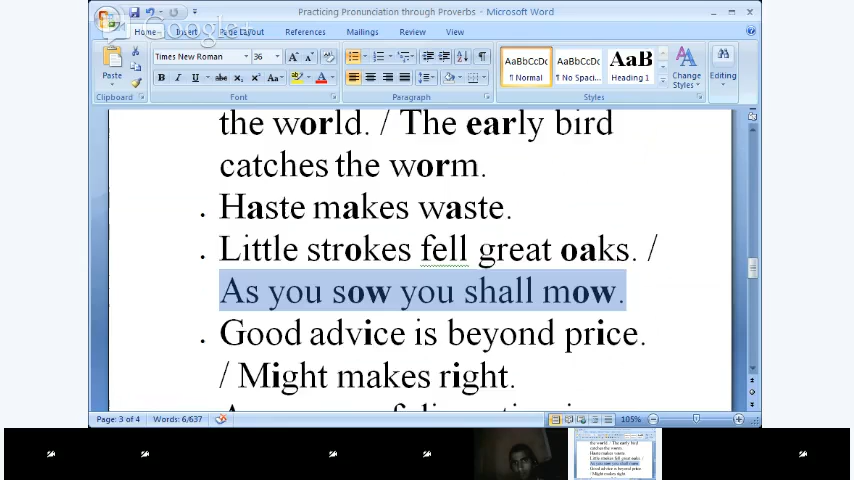 Practicing Pronunciation through Proverbs - Microsoft Word
Google+
Home Insert Page Layout References Mailings Review View
Times New Roman 36
AaBbCcDc AaBbCcDc AaB
Paste ¶ Normal ¶ No Spaci... Heading 1 Change Styles Editing
Clipboard Font Paragraph Styles
the world. / The early bird
catches the worm.
Haste makes waste.
Little strokes fell great oaks. /
As you sow you shall mow.
Good advice is beyond price.
/ Might makes right.
Page: 3 of 4 Words: 6/637 105%